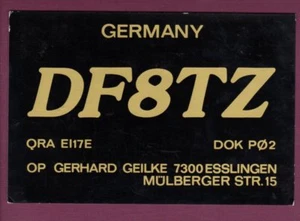 GERMANY
DF8TZ
QRA EI17E DOK PØ2
OP GERHARD GEILKE 7300 ESSLINGEN
MÜLBERGER STR. 15